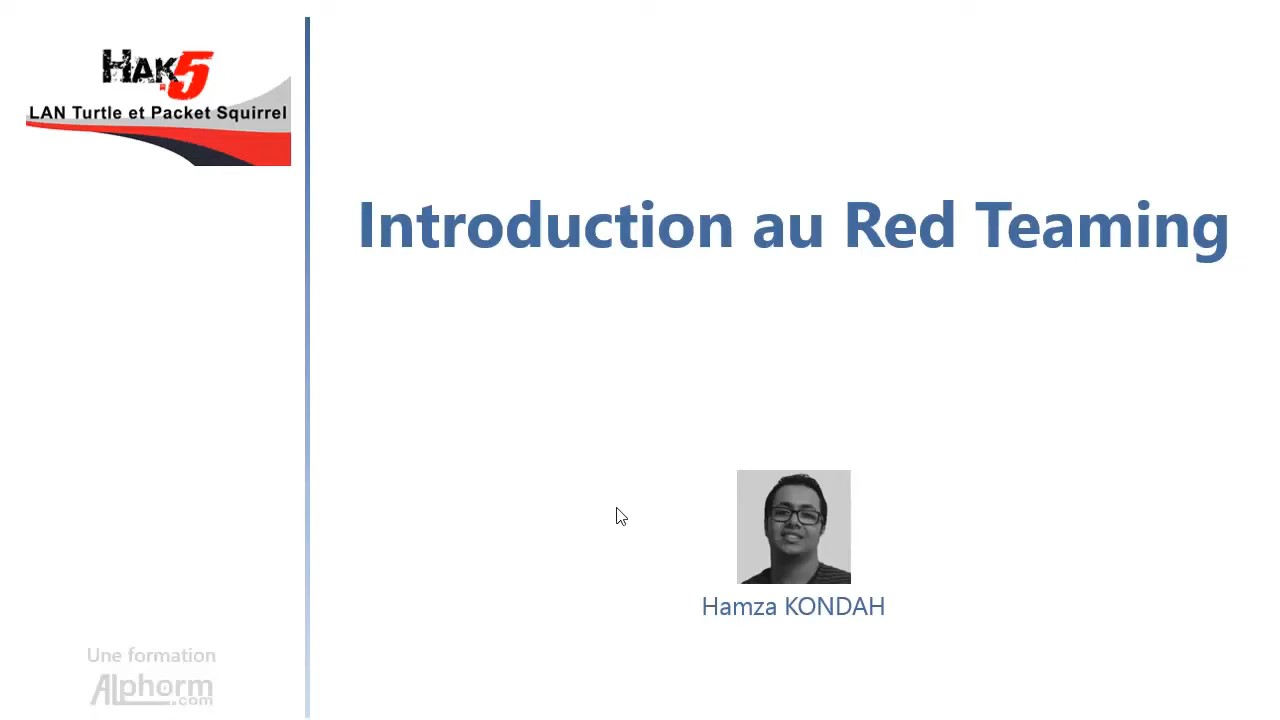 HAK5
LAN Turtle et Packet Squirrel
Introduction au Red Teaming
Hamza KONDAH
Une formation
Alphorm
.com